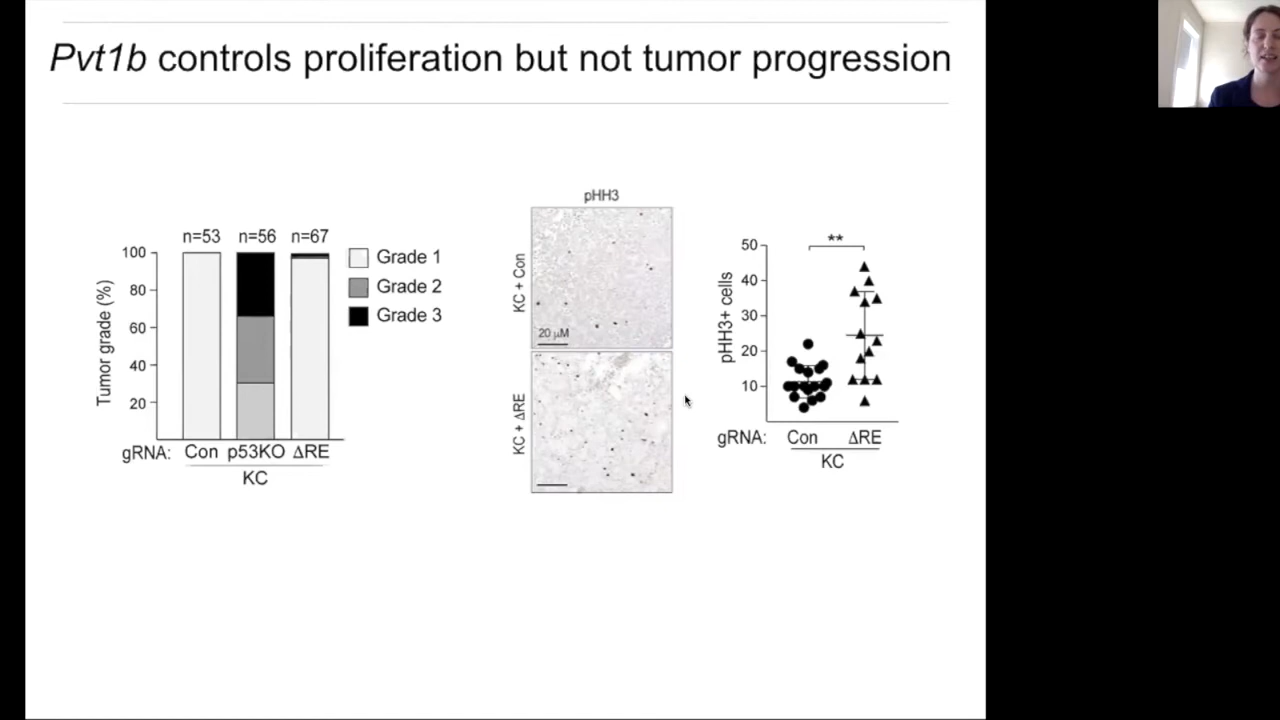 Pvt1b controls proliferation but not tumor progression
n=53 n=56 n=67
Tumor grade (%)
100
80
60
40
20
Grade 1
Grade 2
Grade 3
gRNA: Con p53KO ΔRE
KC
pHH3
KC + Con
20 µM
KC + ΔRE
**
pHH3+ cells
50
40
30
20
10
gRNA: Con ΔRE
KC